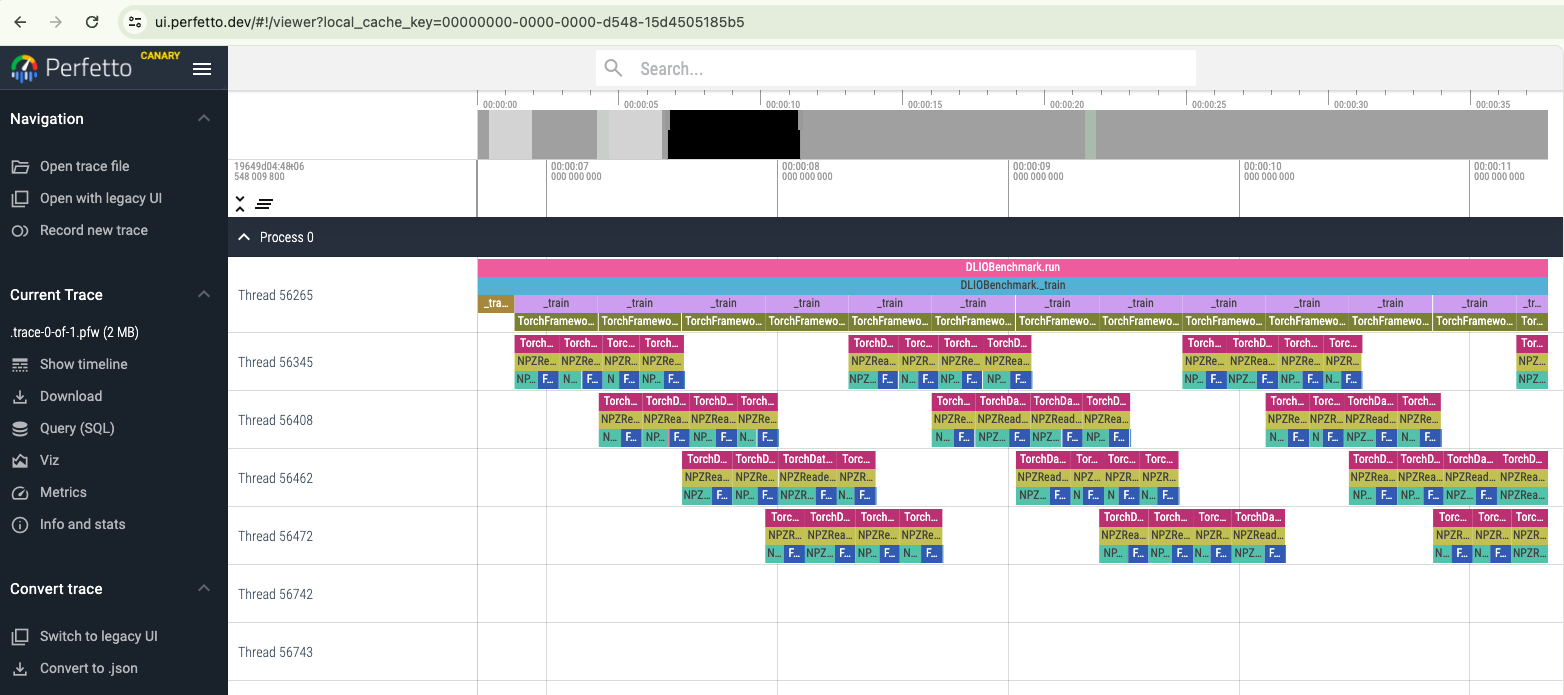 ui.perfetto.dev/#!/viewer?local_cache_key=00000000-0000-0000-d548-15d4505185b5
Perfetto
CANARY
Search...
Navigation
Open trace file
Open with legacy UI
Record new trace
Current Trace
.trace-0-of-1.pfw (2 MB)
Show timeline
Download
Query (SQL)
Viz
Metrics
Info and stats
Convert trace
Switch to legacy UI
Convert to .json
00:00:00 00:00:05 00:00:10 00:00:15 00:00:20 00:00:25 00:00:30 00:00:35
548 009 800
00:00:07 00:00:08 00:00:09 00:00:10 00:00:11
000 000 000 000 000 000 000 000 000 000 000 000 000 000 000
Process 0
Thread 56265
DLIOBenchmark.run
DLIOBenchmark._train
_tra... _train _train _train _train _train _train _train _train _train _train _train _train _tr...
TorchFramewo... TorchFramewo... TorchFramewo... TorchFramewo... TorchFramewo... TorchFramewo... TorchFramewo... TorchFramewo... TorchFramewo... TorchFramewo... TorchFramewo... TorchFramewo... Tor...
Thread 56345
Torch... Torch... Torc... Torch... TorchD... Torc... Torch... TorchD... Torch... TorchD... Torch... Torc... Tor...
NPZRe... NPZRe... NPZR... NPZRe... NPZRea... NPZR... NPZRe... NPZRea... NPZRe... NPZRea... NPZRe... NPZR... NPZ...
NP... F... N... F... N F... NP... F... NPZ... F... N... F... NP... F... NP... F... NP... F... NPZ... F... NP... F... N... F... NPZ...
Thread 56408
Torch... TorchD... TorchD... Torc... Torch... TorchDa... TorchDa... TorchD... Torch... Torch... TorchDa... Torch...
NPZRe... NPZRea... NPZRea... NPZRe... NPZRe... NPZRead... NPZRead... NPZRea... NPZRe... NPZR... NPZRead... NPZRe...
N... F... NP... F... NP... F... N... F... N... F... NPZ... F... NPZ... F... NP... F... N... F... N F... NPZ... F... N... F...
Thread 56462
TorchD... TorchD... TorchDat... Torc... TorchDa... Tor... Torc... Torc... TorchD... TorchD... TorchDa... TorchD...
NPZRea... NPZRe... NPZReade... NPZR... NPZRead... NPZ... NPZR... NPZR... NPZRea... NPZRe... NPZRead... NPZRea...
NPZ... F... NP... F... NPZR... F... N... F... NPZ... F... N F... N F... N... F... NP... F... NP... F... NPZ... F... NPZRea...
Thread 56472
Torc... TorchD... Torch... Torch... TorchD... Torch... Torc... TorchDa... Torc... Torc... Torc...
NPZR... NPZRea... NPZRe... NPZRe... NPZRea... NPZRe... NPZR... NPZRead... NPZR... NPZR... NPZR...
N... F... NPZ... F... NP... F... N... F... NP... F... NP... F... N... F... NPZ... F... N... F... N... F... NPZR...
Thread 56742
Thread 56743